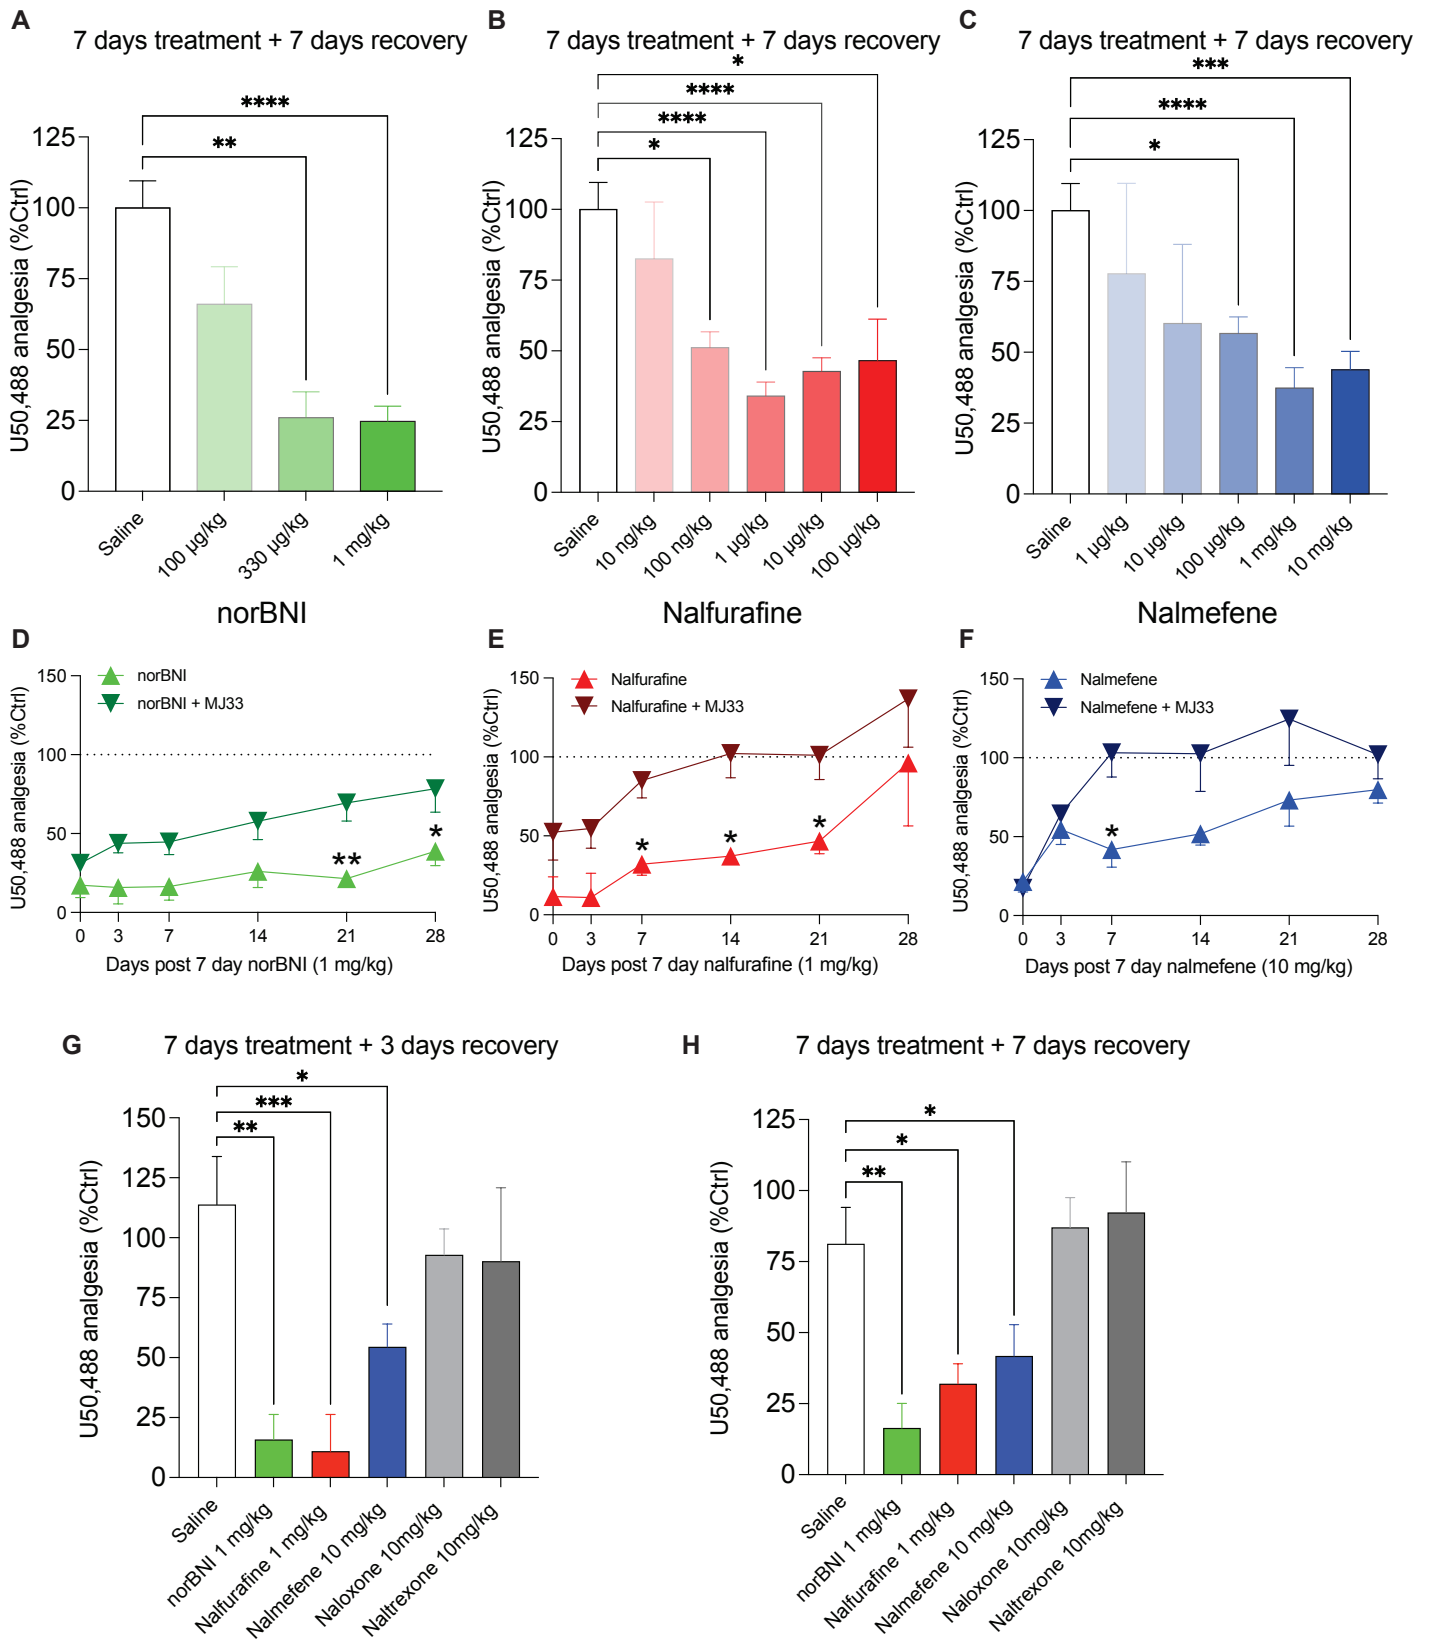 A
7 days treatment + 7 days recovery
****
**
125
100
75
50
25
0
U50,488 analgesia (%Ctrl)
Saline
100 µg/kg
330 µg/kg
1 mg/kg
norBNI
B
7 days treatment + 7 days recovery
*
****
****
*
125
100
75
50
25
0
U50,488 analgesia (%Ctrl)
Saline
10 ng/kg
100 ng/kg
1 µg/kg
10 µg/kg
100 µg/kg
Nalfurafine
C
7 days treatment + 7 days recovery
***
****
*
125
100
75
50
25
0
U50,488 analgesia (%Ctrl)
Saline
1 µg/kg
10 µg/kg
100 µg/kg
1 mg/kg
10 mg/kg
Nalmefene
D
norBNI
norBNI + MJ33
150
100
50
0
U50,488 analgesia (%Ctrl)
**
*
0 3 7 14 21 28
Days post 7 day norBNI (1 mg/kg)
E
Nalfurafine
Nalfurafine + MJ33
150
100
50
0
U50,488 analgesia (%Ctrl)
*
*
*
0 3 7 14 21 28
Days post 7 day nalfurafine (1 mg/kg)
F
Nalmefene
Nalmefene + MJ33
150
100
50
0
U50,488 analgesia (%Ctrl)
*
0 3 7 14 21 28
Days post 7 day nalmefene (10 mg/kg)
G
7 days treatment + 3 days recovery
*
***
**
150
125
100
75
50
25
0
U50,488 analgesia (%Ctrl)
Saline
norBNI 1 mg/kg
Nalfurafine 1 mg/kg
Nalmefene 10 mg/kg
Naloxone 10mg/kg
Naltrexone 10mg/kg
H
7 days treatment + 7 days recovery
*
*
**
125
100
75
50
25
0
U50,488 analgesia (%Ctrl)
Saline
norBNI 1 mg/kg
Nalfurafine 1 mg/kg
Nalmefene 10 mg/kg
Naloxone 10mg/kg
Naltrexone 10mg/kg